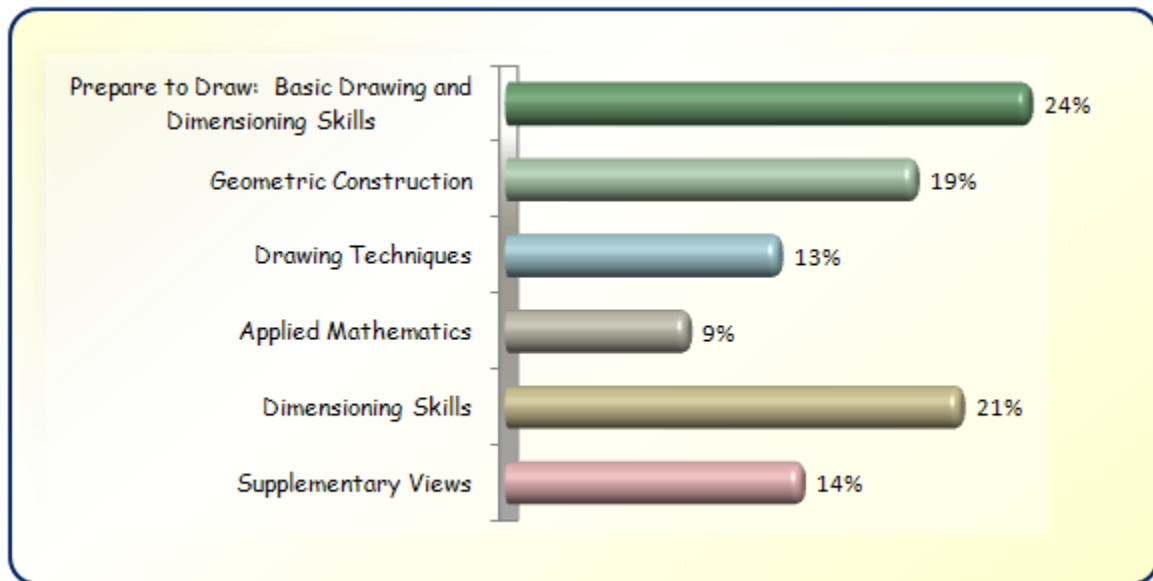 Prepare to Draw: Basic Drawing and
Dimensioning Skills
24%
Geometric Construction
19%
Drawing Techniques
13%
Applied Mathematics
9%
Dimensioning Skills
21%
Supplementary Views
14%